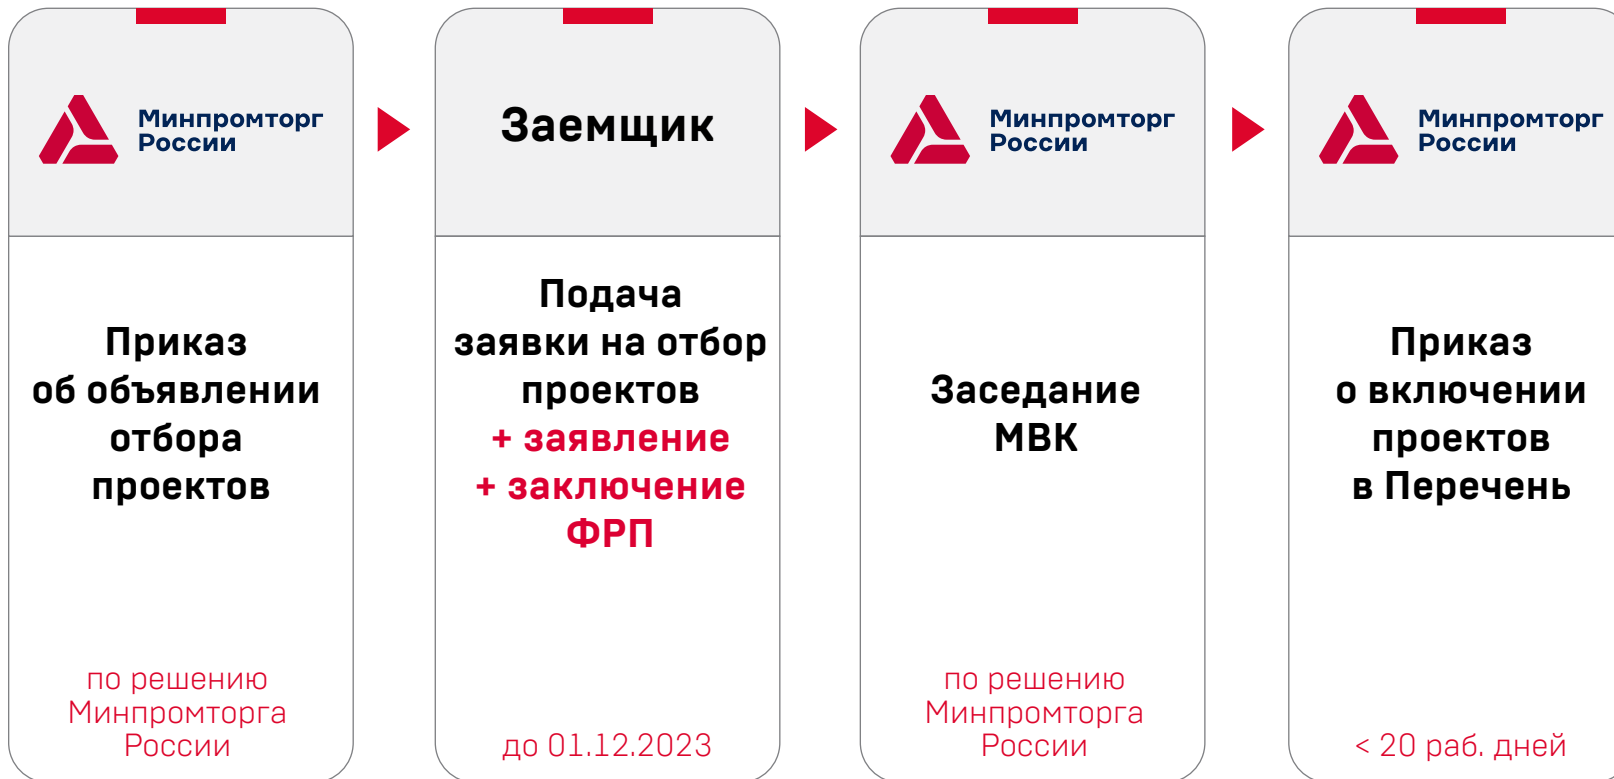 Минпромторг
России
Приказ
об объявлении
отбора
проектов
по решению
Минпромторга
России
Заемщик
Подача
заявки на отбор
проектов
+ заявление
+ заключение
ФРП
до 01.12.2023
Минпромторг
России
Заседание
МВК
по решению
Минпромторга
России
Минпромторг
России
Приказ
о включении
проектов
в Перечень
< 20 раб. дней